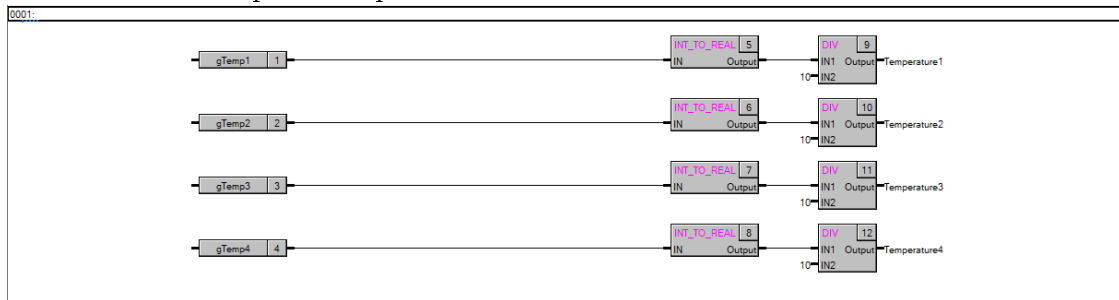 0001:
INT_TO_REAL 5 DIV 9
gTemp1 1 IN Output IN1 Output Temperature1
10 IN2
INT_TO_REAL 6 DIV 10
gTemp2 2 IN Output IN1 Output Temperature2
10 IN2
INT_TO_REAL 7 DIV 11
gTemp3 3 IN Output IN1 Output Temperature3
10 IN2
INT_TO_REAL 8 DIV 12
gTemp4 4 IN Output IN1 Output Temperature4
10 IN2